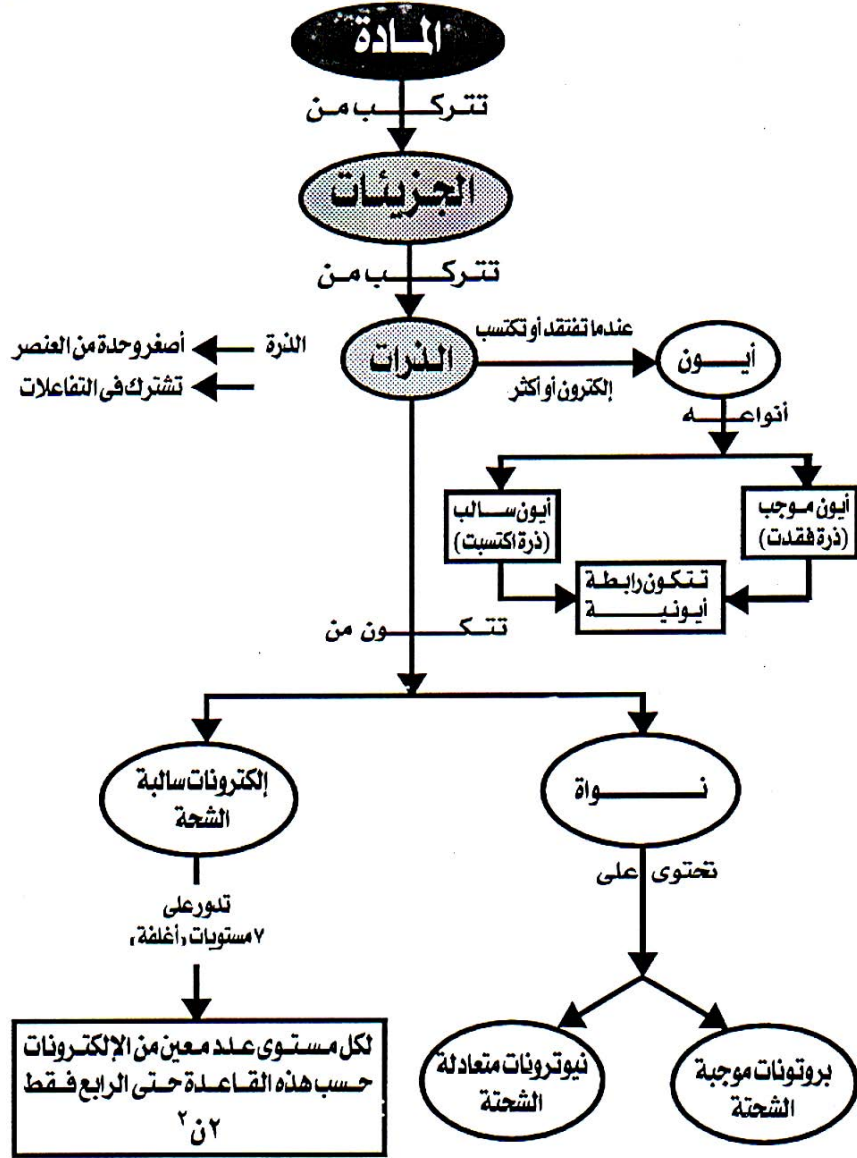 المادة
تتركب من
الجزيئات
تتركب من
الذرات
عندما تفتقد أو تكتسب
إلكترون أو أكثر
أيون
الذرة
أصغر وحدة من العنصر
تشترك فى التفاعلات
أنواعه
أيون موجب
(ذرة فقدت)
أيون سالب
(ذرة اكتسبت)
تتكون رابطة
أيونية
تتكون من
نواة
إلكترونات سالبة
الشحة
تحتوى على
تدور على
٧ مستويات (أغلفة)
بروتونات موجبة
الشحتة
نيوترونات متعادلة
الشحتة
لكل مستوى عدد معين من الإلكترونات
حسب هذه القاعدة حتى الرابع فقط
٢ن٢